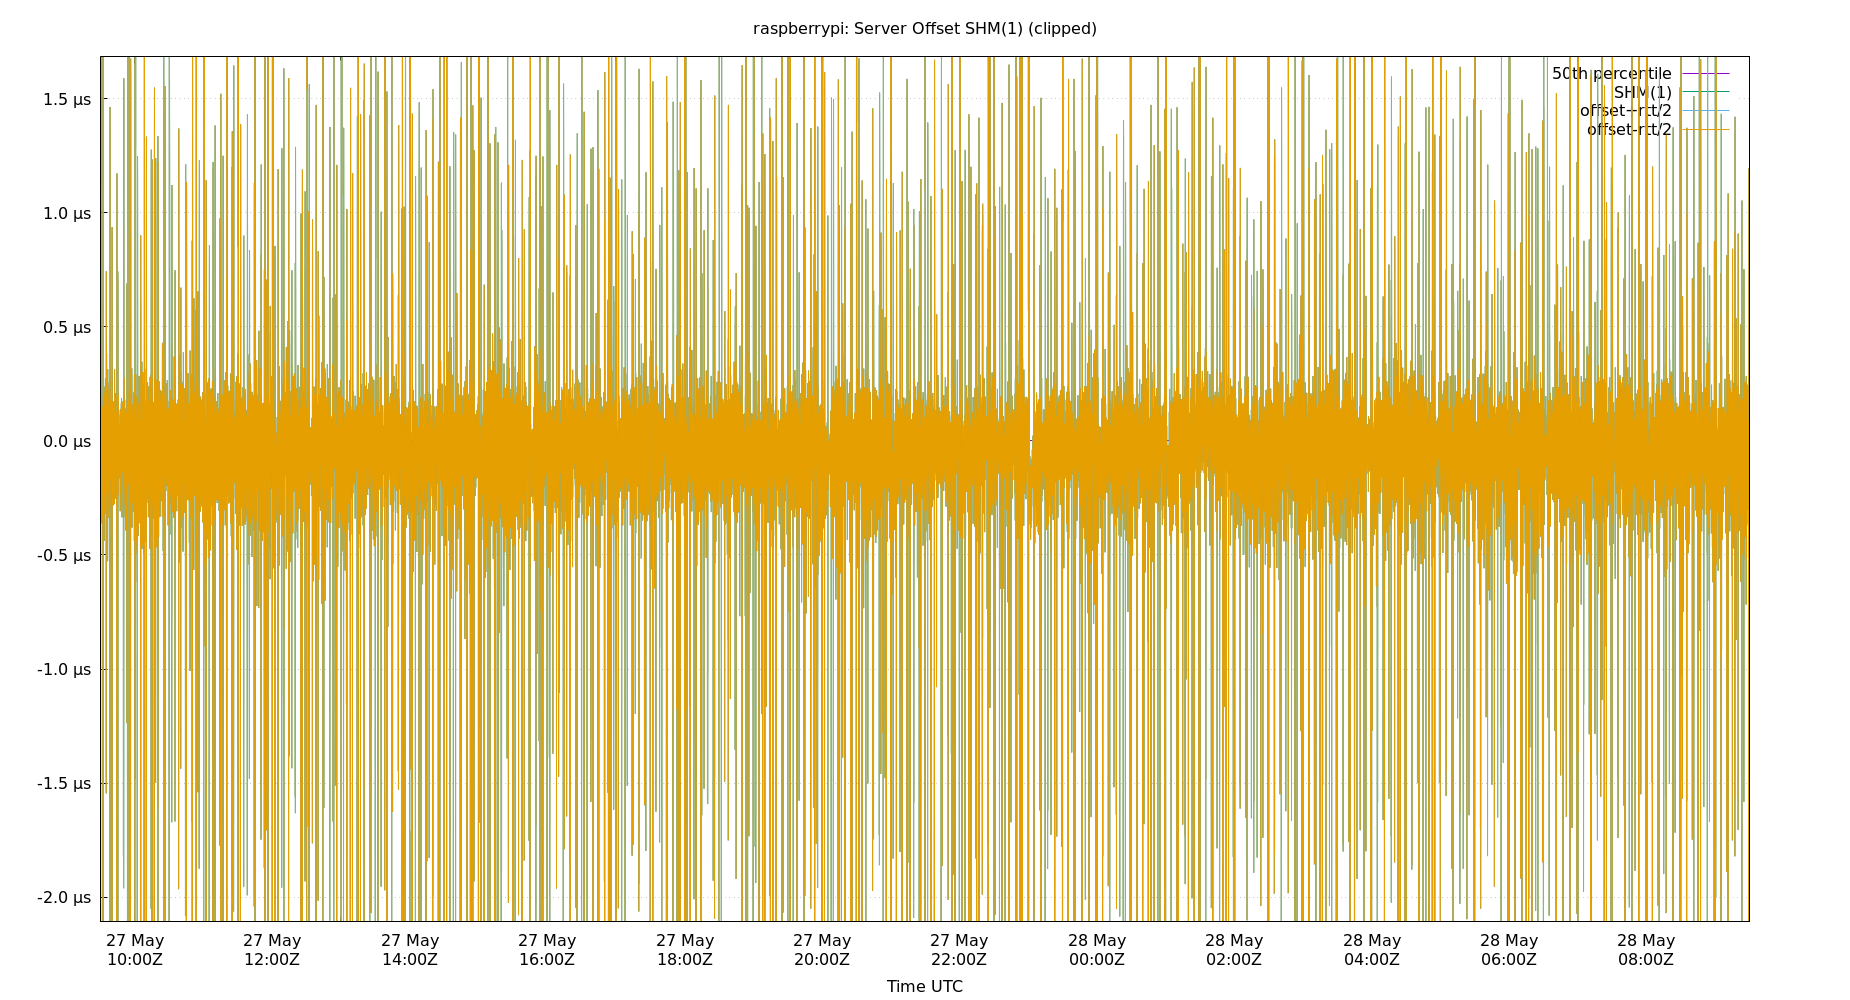 raspberrypi: Server Offset SHM(1) (clipped)
50th percentile
SHM(1)
offset+rtt/2
offset-rtt/2
1.5 µs
1.0 µs
0.5 µs
0.0 µs
-0.5 µs
-1.0 µs
-1.5 µs
-2.0 µs
27 May 27 May 27 May 27 May 27 May 27 May 27 May 28 May 28 May 28 May 28 May 28 May
10:00Z 12:00Z 14:00Z 16:00Z 18:00Z 20:00Z 22:00Z 00:00Z 02:00Z 04:00Z 06:00Z 08:00Z
Time UTC